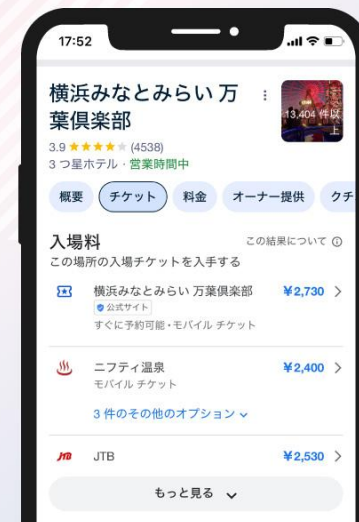 17:52
横浜みなとみらい 万
葉倶楽部
13,404 件以上
3.9 ★★★★★ (4538)
3 つ星ホテル・営業時間中
概要 チケット 料金 オーナー提供 クチ
入場料 この結果について
この場所の入場チケットを入手する
横浜みなとみらい 万葉倶楽部 ¥2,730
公式サイト
すぐに予約可能・モバイル チケット
ニフティ温泉 ¥2,400
モバイル チケット
3 件のその他のオプション
JTB JTB ¥2,530
もっと見る